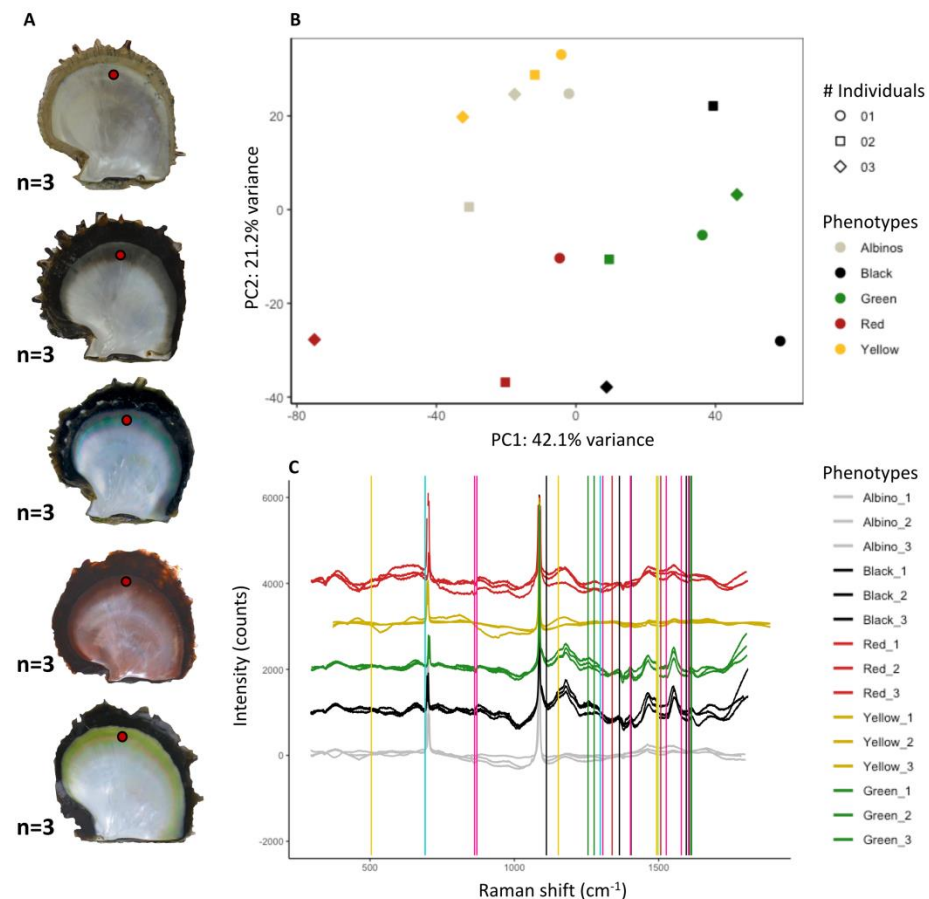 A
n=3
n=3
n=3
n=3
n=3
B
20
0
-20
-40
-80
-40
0
40
PC2: 21.2% variance
PC1: 42.1% variance
# Individuals
01
02
03
Phenotypes
Albinos
Black
Green
Red
Yellow
C
6000
4000
2000
0
-2000
500
1000
1500
Intensity (counts)
Raman shift (cm⁻¹)
Phenotypes
Albino_1
Albino_2
Albino_3
Black_1
Black_2
Black_3
Red_1
Red_2
Red_3
Yellow_1
Yellow_2
Yellow_3
Green_1
Green_2
Green_3